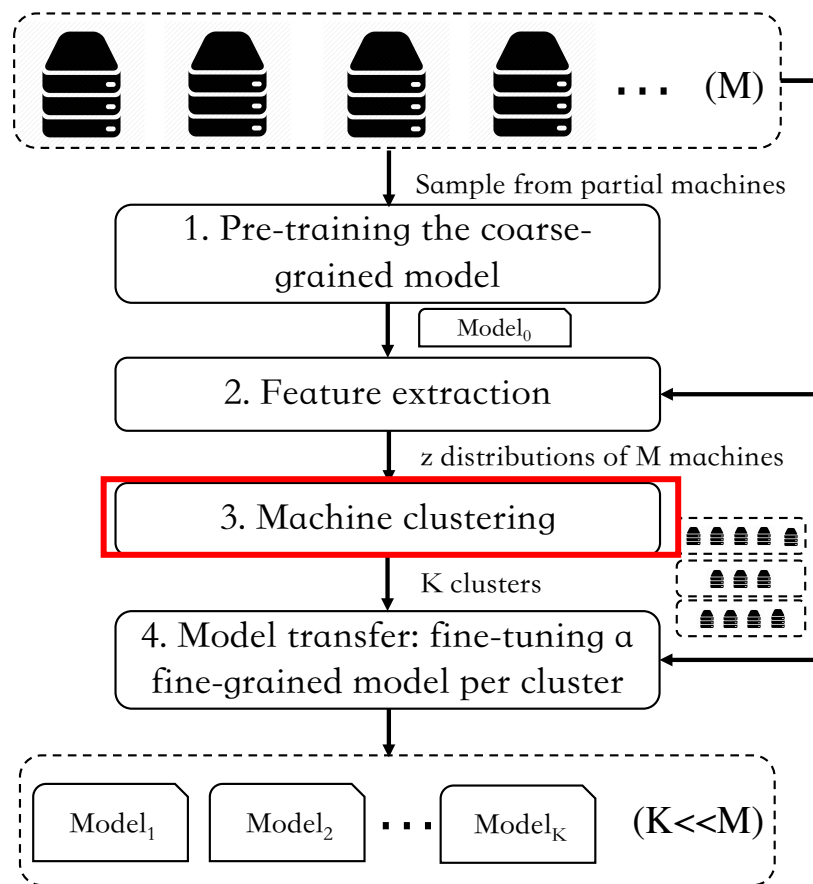 ... (M)
Sample from partial machines
1. Pre-training the coarse-
grained model
Model₀
2. Feature extraction
z distributions of M machines
3. Machine clustering
K clusters
4. Model transfer: fine-tuning a
fine-grained model per cluster
Model₁ Model₂ ... Model_K (K<<M)